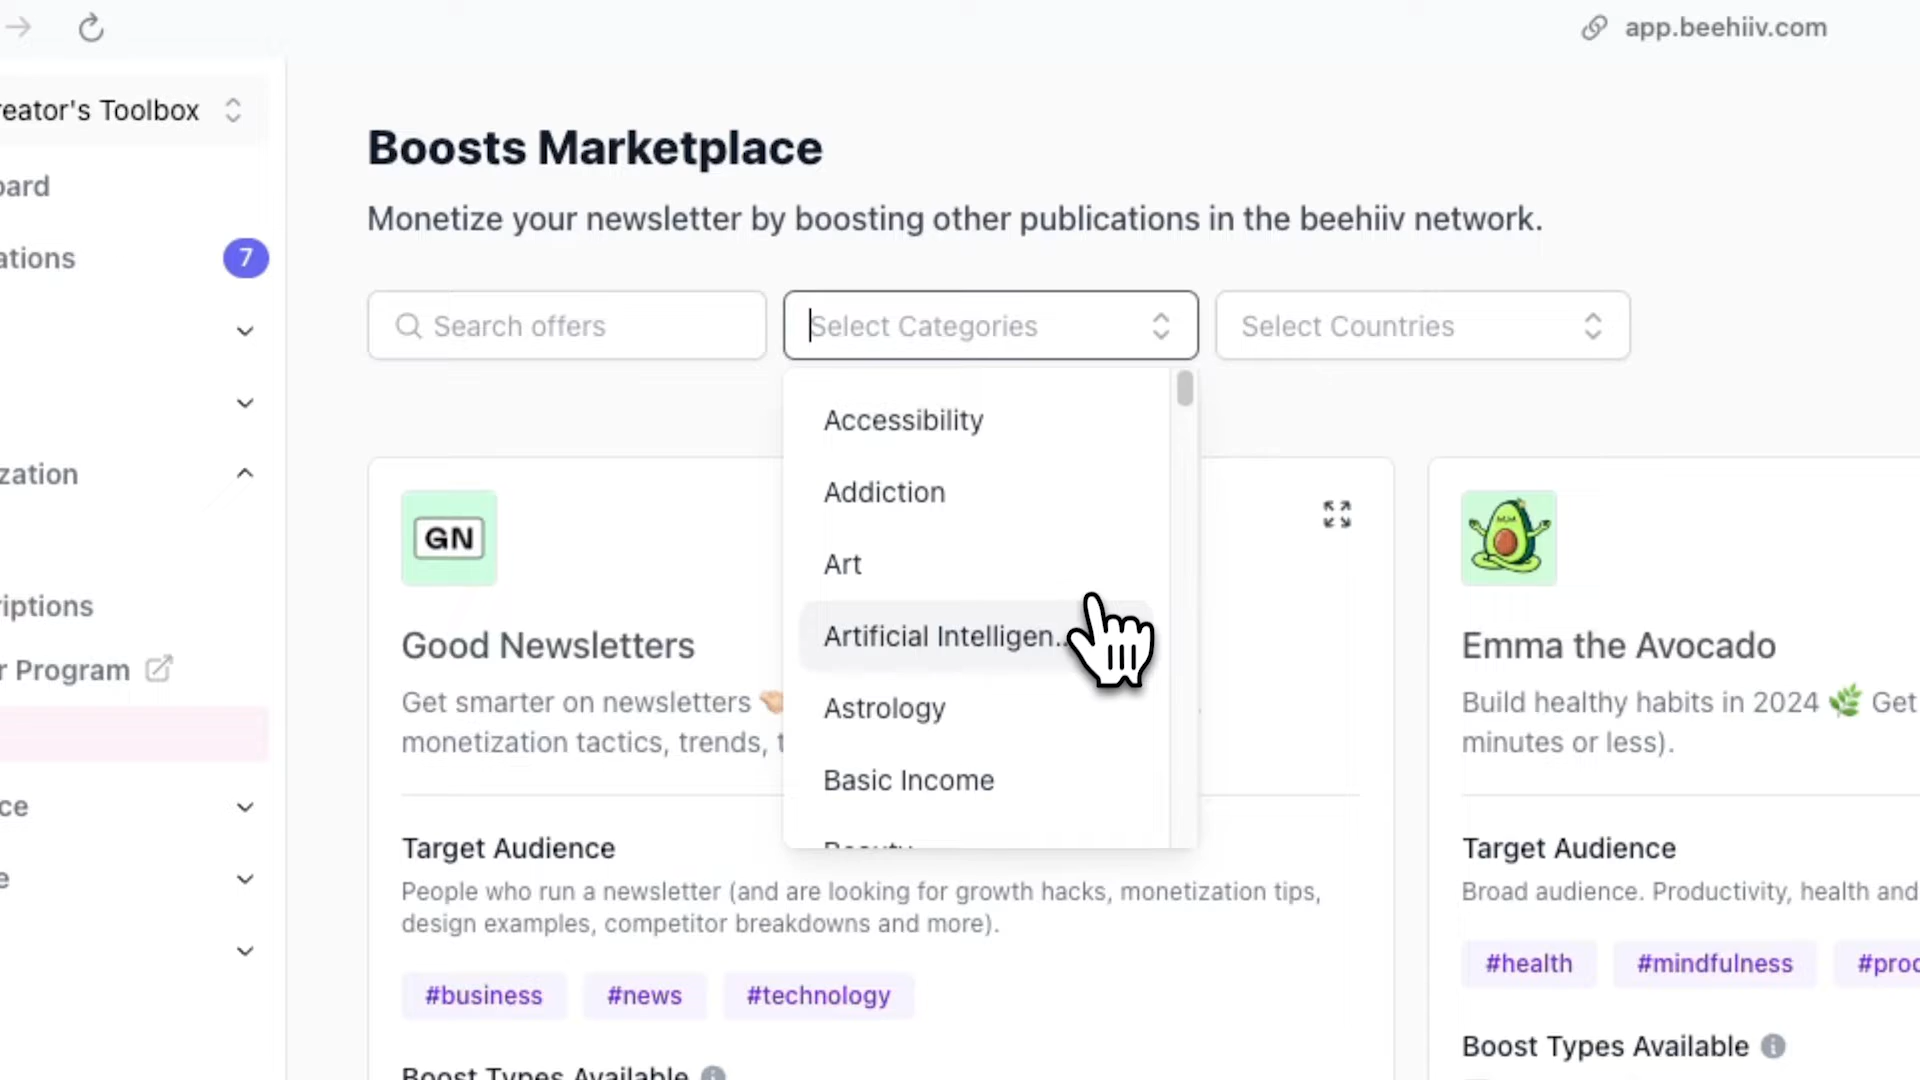 app.beehiiv.com
reator's Toolbox
oard
ations
7
zation
iptions
r Program
ce
e
Boosts Marketplace
Monetize your newsletter by boosting other publications in the beehiiv network.
Search offers
Select Categories
Select Countries
Accessibility
Addiction
Art
Artificial Intelligen..
Astrology
Basic Income
Beauty
GN
Good Newsletters
Get smarter on newsletters
monetization tactics, trends, t
Target Audience
People who run a newsletter (and are looking for growth hacks, monetization tips,
design examples, competitor breakdowns and more).
#business #news #technology
Boost Types Available
Emma the Avocado
Build healthy habits in 2024 🌿 Get
minutes or less).
Target Audience
Broad audience. Productivity, health and
#health #mindfulness #proc
Boost Types Available